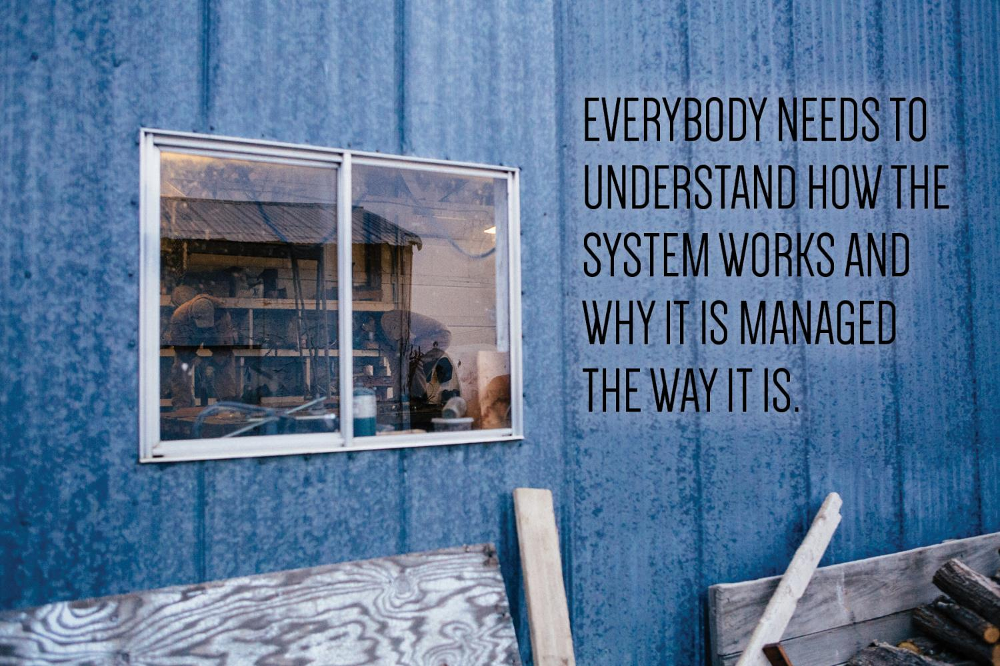 EVERYBODY NEEDS TO
UNDERSTAND HOW THE
SYSTEM WORKS AND
WHY IT IS MANAGED
THE WAY IT IS.